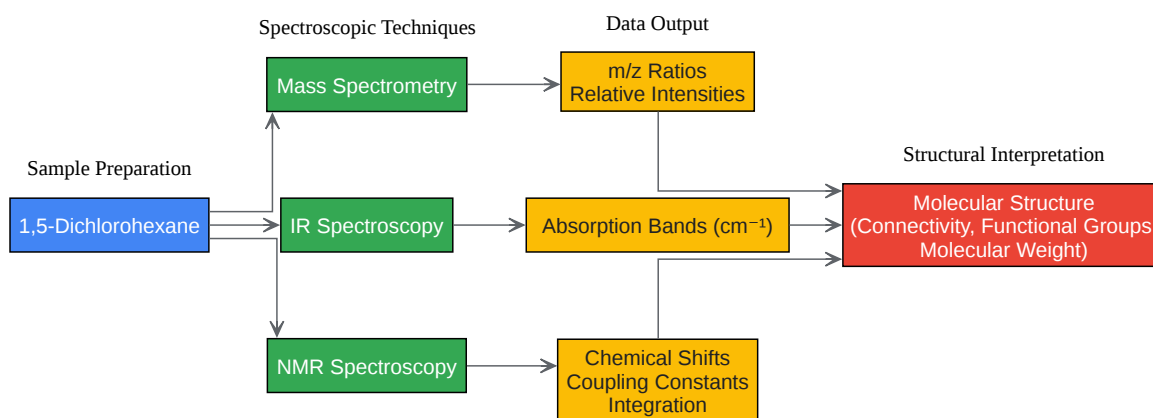 Spectroscopic Techniques
Data Output
Mass Spectrometry
m/z Ratios
Relative Intensities
Sample Preparation
Structural Interpretation
1,5-Dichlorohexane
IR Spectroscopy
Absorption Bands (cm⁻¹)
Molecular Structure
(Connectivity, Functional Groups
Molecular Weight)
NMR Spectroscopy
Chemical Shifts
Coupling Constants
Integration